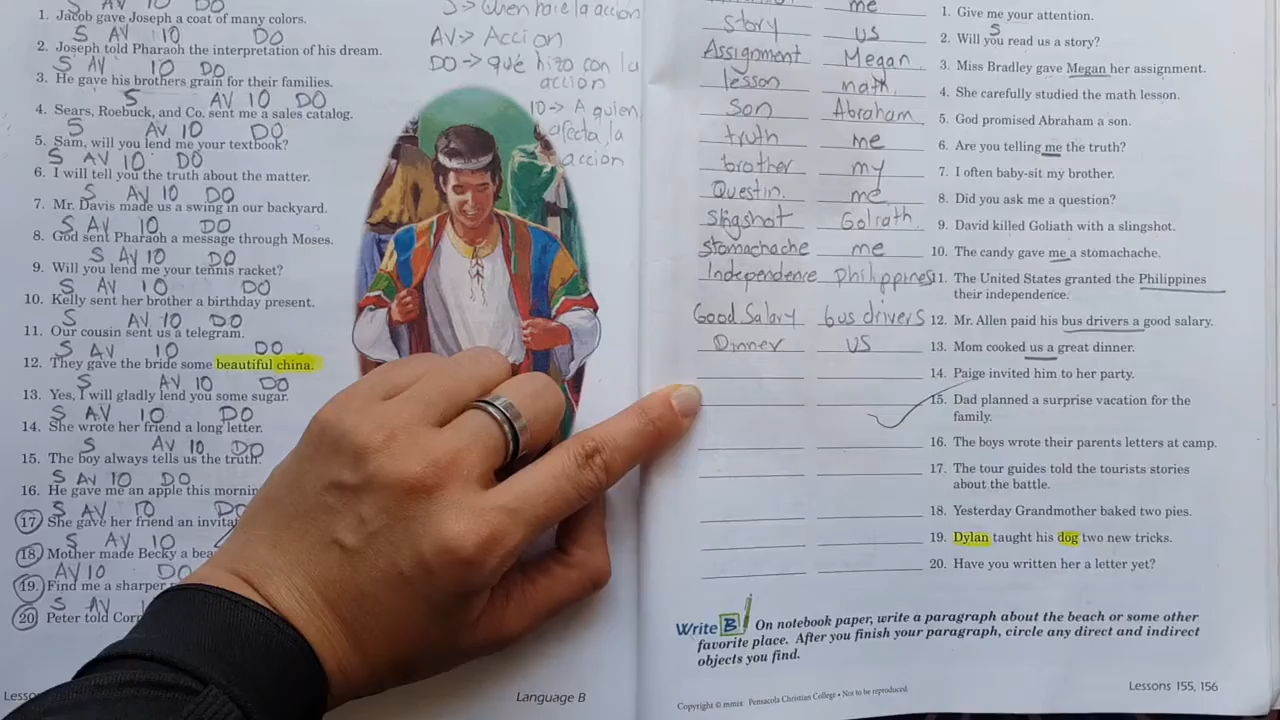 S AV IO DO
1. Jacob gave Joseph a coat of many colors.
S AV IO DO
2. Joseph told Pharaoh the interpretation of his dream.
S AV IO DO
3. He gave his brothers grain for their families.
S AV IO DO
4. Sears, Roebuck, and Co. sent me a sales catalog.
S AV IO DO
5. Sam, will you lend me your textbook?
S AV IO DO
6. I will tell you the truth about the matter.
S AV IO DO
7. Mr. Davis made us a swing in our backyard.
S AV IO DO
8. God sent Pharaoh a message through Moses.
S AV IO DO
9. Will you lend me your tennis racket?
S AV IO DO
10. Kelly sent her brother a birthday present.
S AV IO DO
11. Our cousin sent us a telegram.
S AV IO DO
12. They gave the bride some beautiful china.
S AV IO DO
13. Yes, I will gladly lend you some sugar.
S AV IO DO
14. She wrote her friend a long letter.
S AV IO DO
15. The boy always tells us the truth.
S AV IO DO
16. He gave me an apple this
S AV IO DO
17. She gave her friend an
S AV IO
18. Mother made Becky a
AV IO DO
19. Find me a sharper
S AV
20. Peter told
S => Quien hace la acción
AV=> Accion
DO=> qué hizo con la
acción
IO=> A quien
afecta la
acción
Language B
me
story us
Assignment Megan
lesson math
son Abraham
truth me
brother my
Questin. me
Sligshot Goliath
Stomachache me
Independence philippines
Good Salary bus drivers
Dinner us
1. Give me your attention.
S
2. Will you read us a story?
3. Miss Bradley gave Megan her assignment.
4. She carefully studied the math lesson.
5. God promised Abraham a son.
6. Are you telling me the truth?
7. I often baby-sit my brother.
8. Did you ask me a question?
9. David killed Goliath with a slingshot.
10. The candy gave me a stomachache.
11. The United States granted the Philippines
their independence.
12. Mr. Allen paid his bus drivers a good salary.
13. Mom cooked us a great dinner.
14. Paige invited him to her party.
15. Dad planned a surprise vacation for the
family.
16. The boys wrote their parents letters at camp.
17. The tour guides told the tourists stories
about the battle.
18. Yesterday Grandmother baked two pies.
19. Dylan taught his dog two new tricks.
20. Have you written her a letter yet?
Write B On notebook paper, write a paragraph about the beach or some other
favorite place. After you finish your paragraph, circle any direct and indirect
objects you find.
Copyright © mmix Pensacola Christian College • Not to be reproduced.
Lessons 155, 156